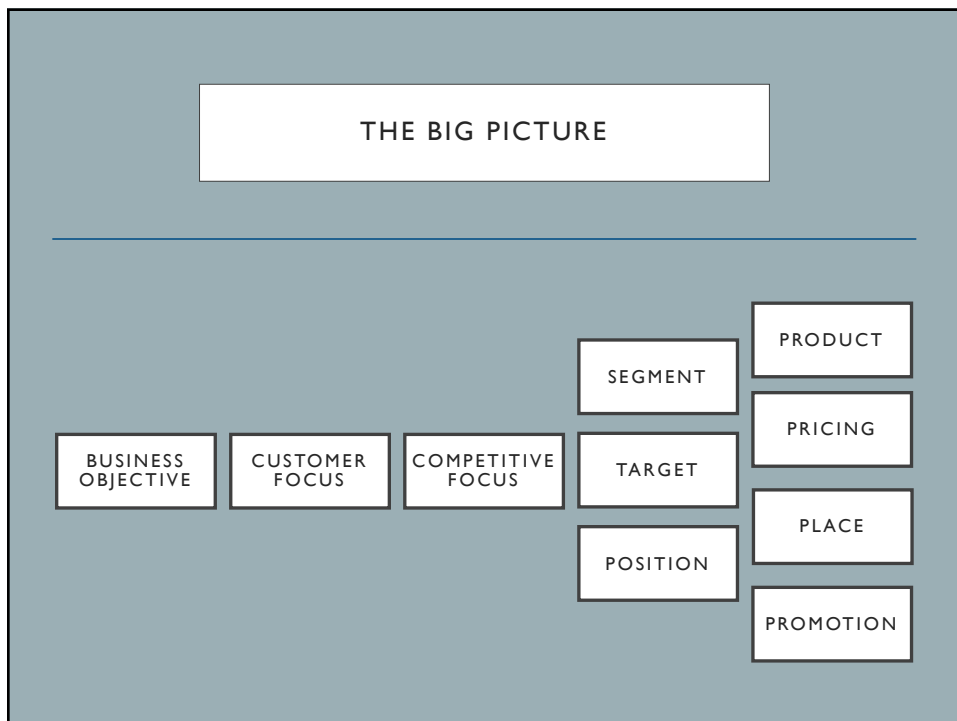 THE BIG PICTURE
BUSINESS
OBJECTIVE
CUSTOMER
FOCUS
COMPETITIVE
FOCUS
SEGMENT
TARGET
POSITION
PRODUCT
PRICING
PLACE
PROMOTION